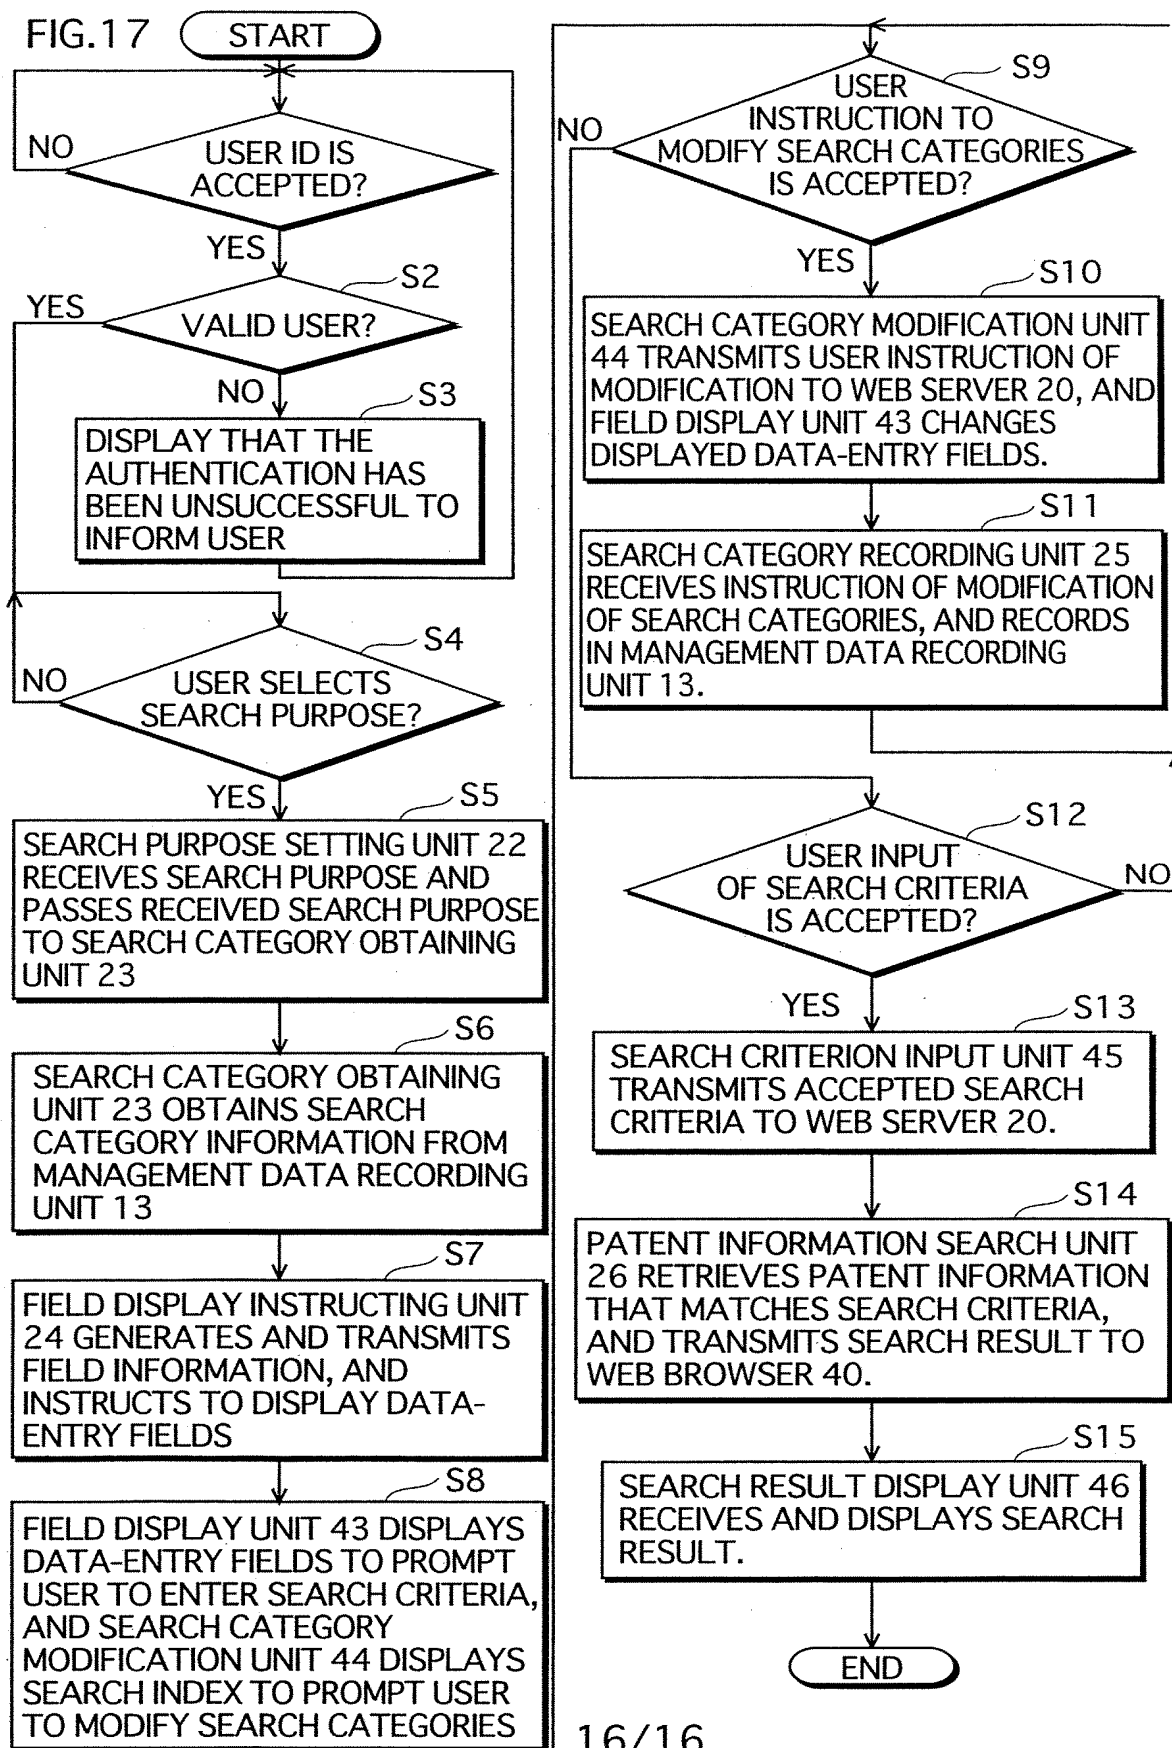 FIG.17
START
NO
USER ID IS
ACCEPTED?
YES
S2
YES
VALID USER?
NO
S3
DISPLAY THAT THE
AUTHENTICATION HAS
BEEN UNSUCCESSFUL TO
INFORM USER
S4
NO
USER SELECTS
SEARCH PURPOSE?
YES
S5
SEARCH PURPOSE SETTING UNIT 22
RECEIVES SEARCH PURPOSE AND
PASSES RECEIVED SEARCH PURPOSE
TO SEARCH CATEGORY OBTAINING
UNIT 23
S6
SEARCH CATEGORY OBTAINING
UNIT 23 OBTAINS SEARCH
CATEGORY INFORMATION FROM
MANAGEMENT DATA RECORDING
UNIT 13
S7
FIELD DISPLAY INSTRUCTING UNIT
24 GENERATES AND TRANSMITS
FIELD INFORMATION, AND
INSTRUCTS TO DISPLAY DATA-
ENTRY FIELDS
S8
FIELD DISPLAY UNIT 43 DISPLAYS
DATA-ENTRY FIELDS TO PROMPT
USER TO ENTER SEARCH CRITERIA,
AND SEARCH CATEGORY
MODIFICATION UNIT 44 DISPLAYS
SEARCH INDEX TO PROMPT USER
TO MODIFY SEARCH CATEGORIES
S9
NO
USER
INSTRUCTION TO
MODIFY SEARCH CATEGORIES
IS ACCEPTED?
YES
S10
SEARCH CATEGORY MODIFICATION UNIT
44 TRANSMITS USER INSTRUCTION OF
MODIFICATION TO WEB SERVER 20, AND
FIELD DISPLAY UNIT 43 CHANGES
DISPLAYED DATA-ENTRY FIELDS.
S11
SEARCH CATEGORY RECORDING UNIT 25
RECEIVES INSTRUCTION OF MODIFICATION
OF SEARCH CATEGORIES, AND RECORDS
IN MANAGEMENT DATA RECORDING
UNIT 13.
S12
USER INPUT
OF SEARCH CRITERIA
IS ACCEPTED?
NO
YES
S13
SEARCH CRITERION INPUT UNIT 45
TRANSMITS ACCEPTED SEARCH
CRITERIA TO WEB SERVER 20.
S14
PATENT INFORMATION SEARCH UNIT
26 RETRIEVES PATENT INFORMATION
THAT MATCHES SEARCH CRITERIA,
AND TRANSMITS SEARCH RESULT TO
WEB BROWSER 40.
S15
SEARCH RESULT DISPLAY UNIT 46
RECEIVES AND DISPLAYS SEARCH
RESULT.
END
16/16